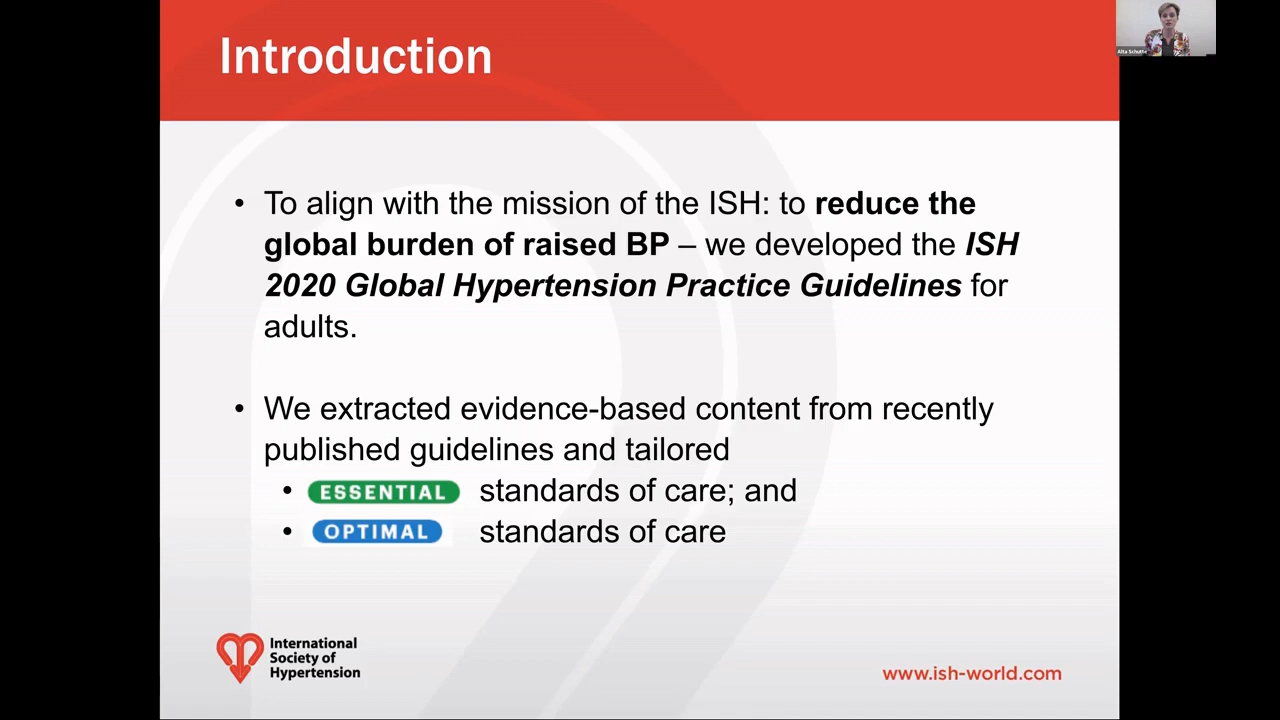 Introduction
Alta Schutte
• To align with the mission of the ISH: to reduce the
global burden of raised BP – we developed the ISH
2020 Global Hypertension Practice Guidelines for
adults.
• We extracted evidence-based content from recently
published guidelines and tailored
• ESSENTIAL standards of care; and
• OPTIMAL standards of care
International
Society of
Hypertension
www.ish-world.com